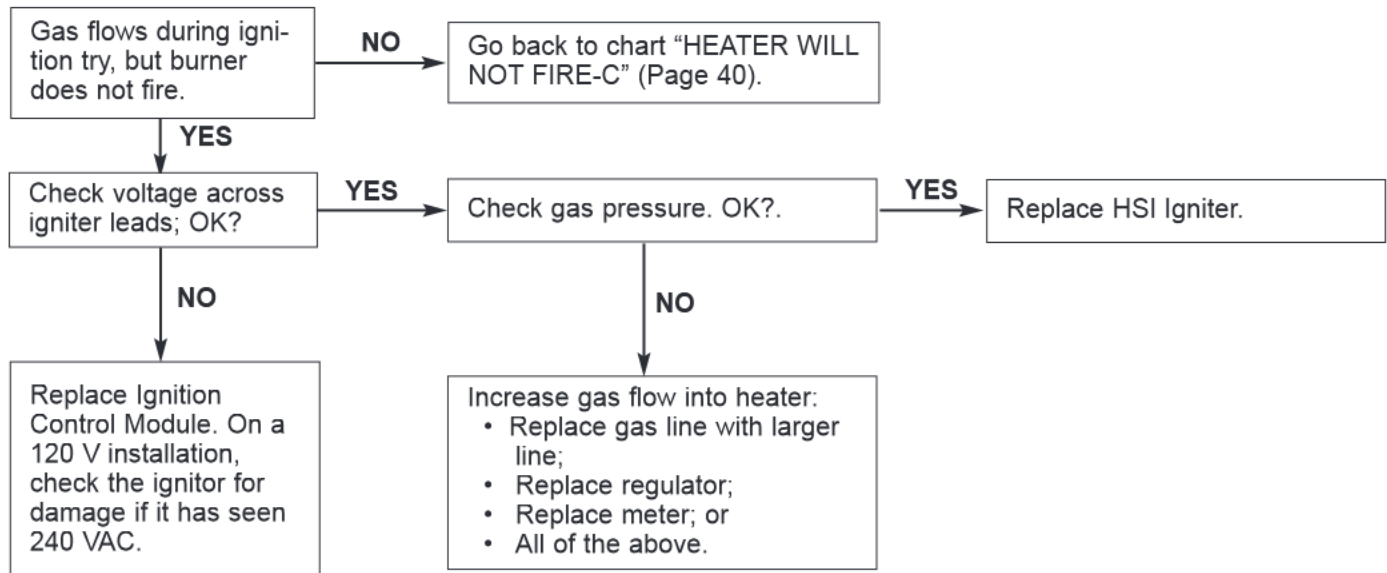 Gas flows during igni-
tion try, but burner
does not fire.
NO
Go back to chart “HEATER WILL
NOT FIRE-C” (Page 40).
YES
Check voltage across
igniter leads; OK?
YES
Check gas pressure. OK?.
YES
Replace HSI Igniter.
NO
NO
Replace Ignition
Control Module. On a
120 V installation,
check the ignitor for
damage if it has seen
240 VAC.
Increase gas flow into heater:
• Replace gas line with larger
line;
• Replace regulator;
• Replace meter; or
• All of the above.